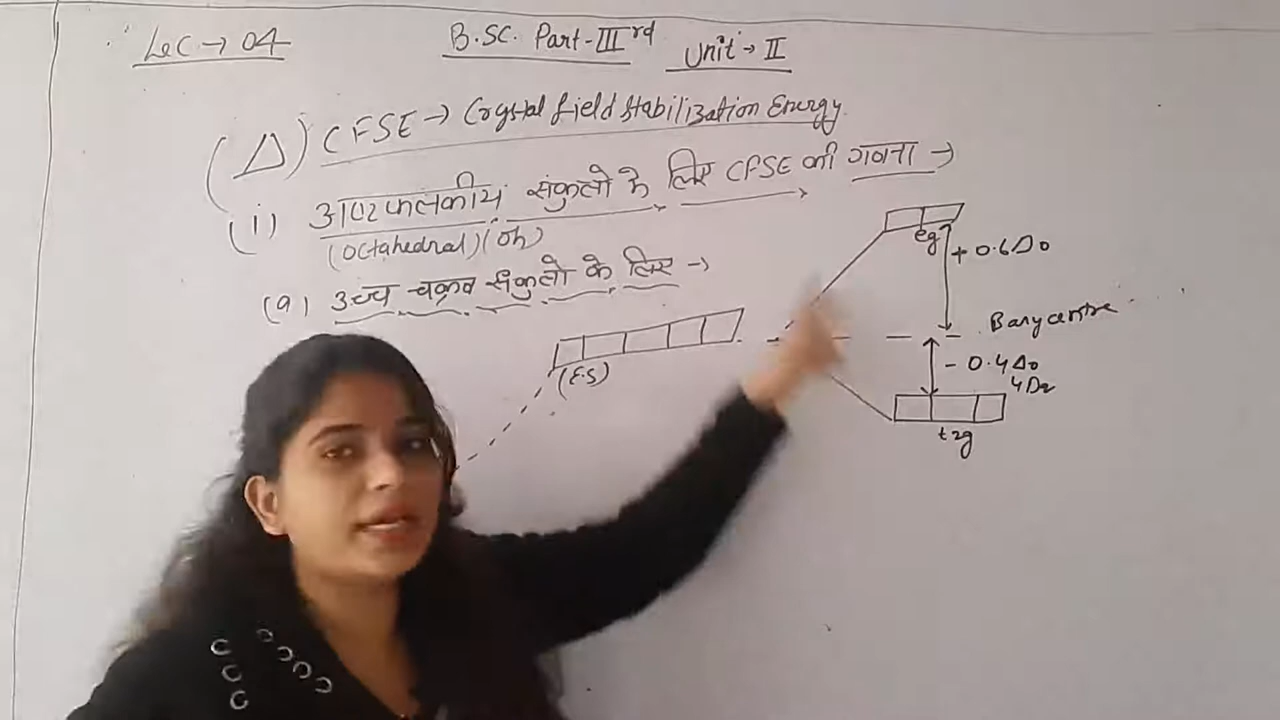 Lec → 04
B.SC. Part-IIIrd
Unit → II
(Δ) CFSE → Crystal field Stabilization Energy
(i) अष्टफलकीय संकुलो के लिए CFSE की गणना →
(Octahedral) (Oh)
(a) उच्च चक्रण संकुलो के लिए →
(E.S)
eg
+ 0.6Δo
Barycentre
- 0.4Δo
t2g